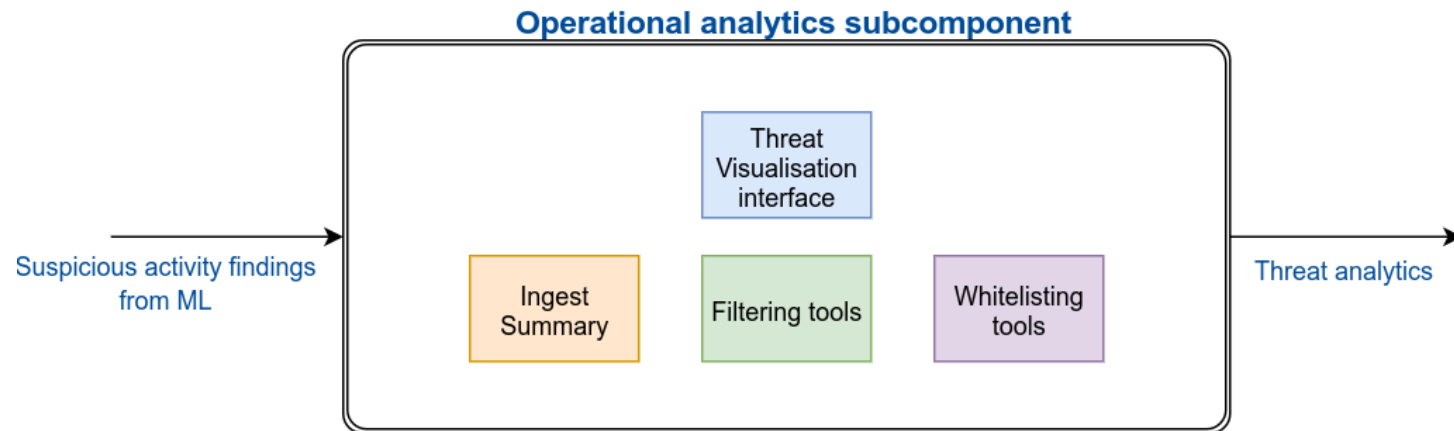 Operational analytics subcomponent
Threat
Visualisation
interface
Suspicious activity findings
from ML
Threat analytics
Ingest
Summary
Filtering tools
Whitelisting
tools